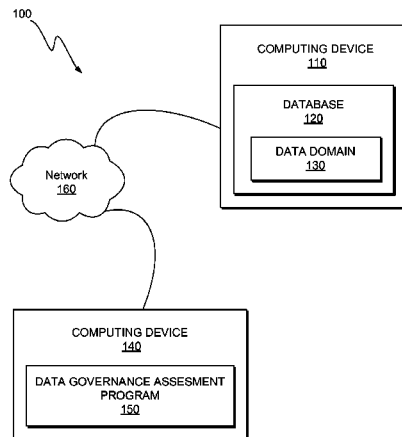 100
COMPUTING DEVICE
110
DATABASE
120
DATA DOMAIN
130
Network
160
COMPUTING DEVICE
140
DATA GOVERNANCE ASSESMENT
PROGRAM
150